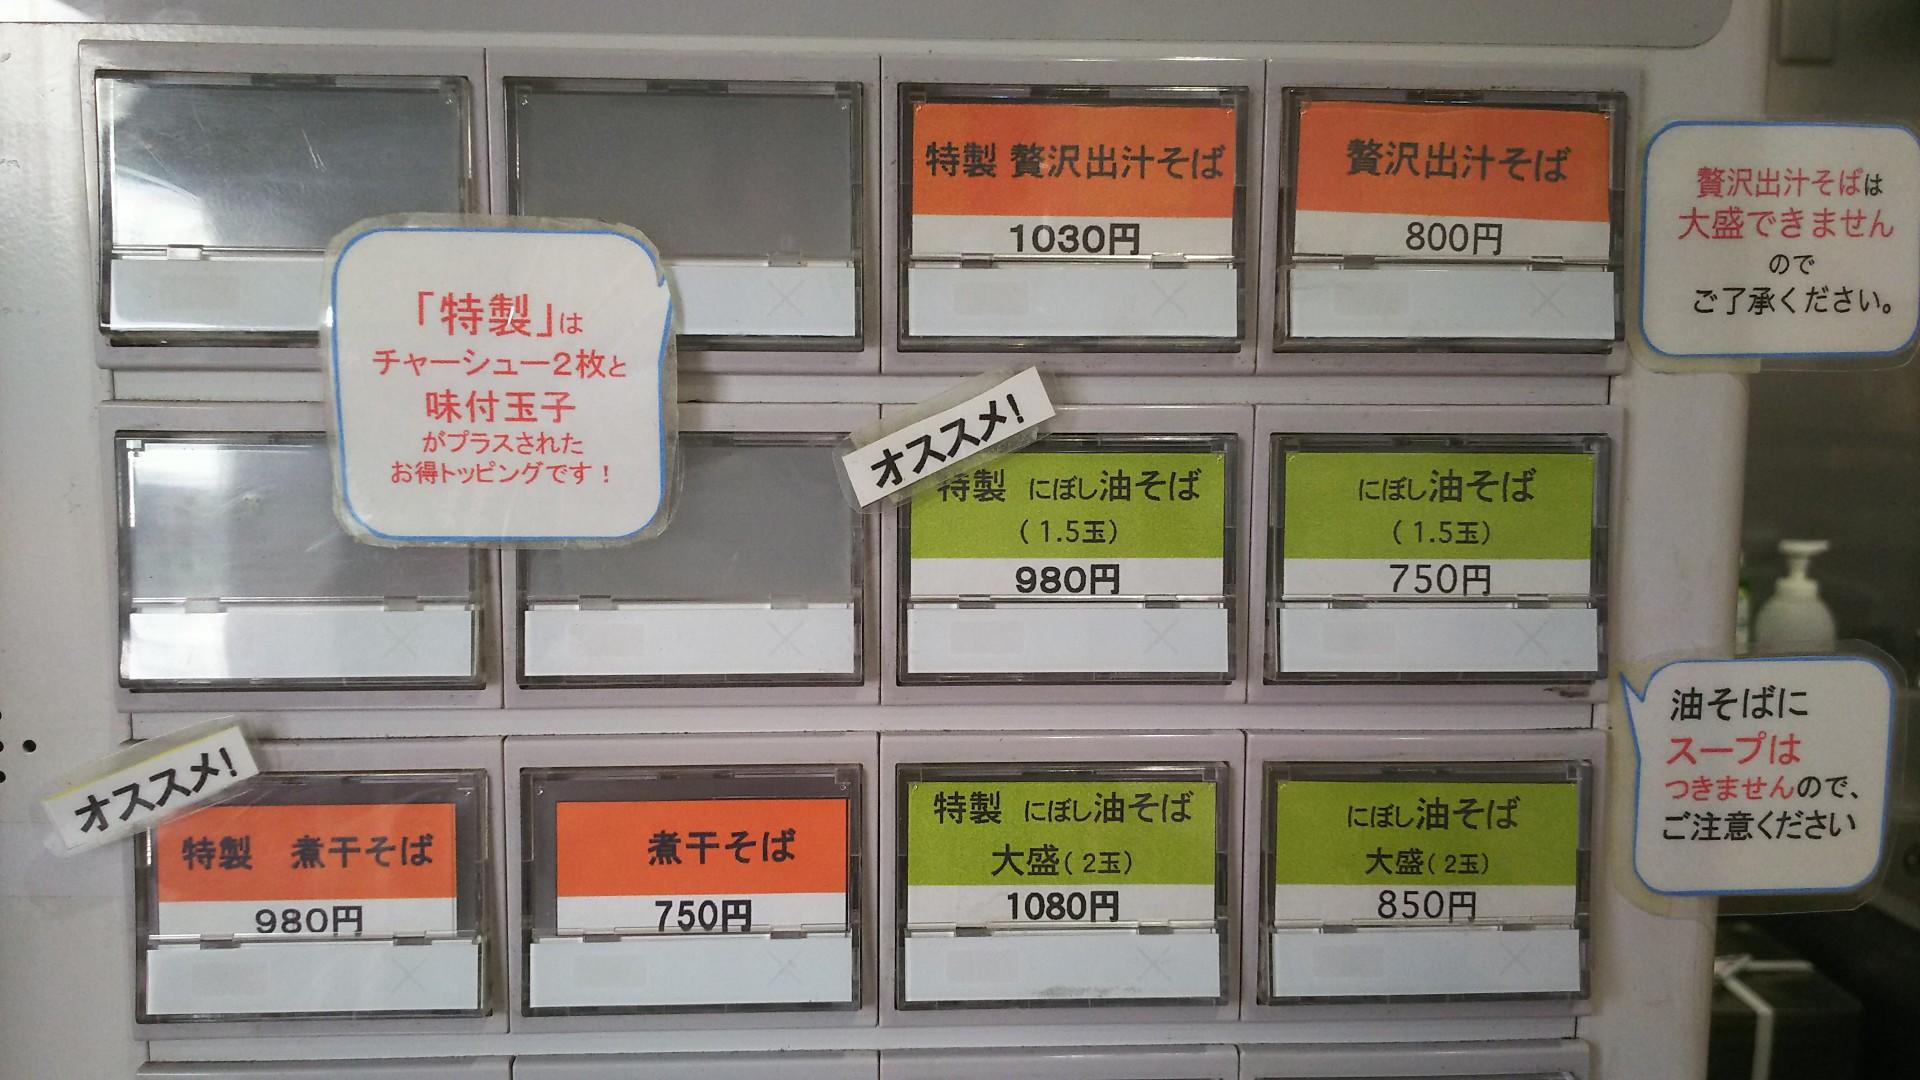 特製 贅沢出汁そば
1030円
贅沢出汁そば
800円
贅沢出汁そばは
大盛できません
ので
ご了承ください。
「特製」は
チャーシュー2枚と
味付玉子
がプラスされた
お得トッピングです！
オススメ!
特製 にぼし油そば
(1.5玉)
980円
にぼし油そば
(1.5玉)
750円
油そばに
スープは
つきませんので、
ご注意ください
オススメ!
特製 煮干そば
980円
煮干そば
750円
特製 にぼし油そば
大盛(2玉)
1080円
にぼし油そば
大盛(2玉)
850円